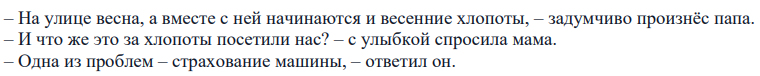 – На улице весна, а вместе с ней начинаются и весенние хлопоты, – задумчиво произнёс папа.
– И что же это за хлопоты посетили нас? – с улыбкой спросила мама.
– Одна из проблем – страхование машины, – ответил он.